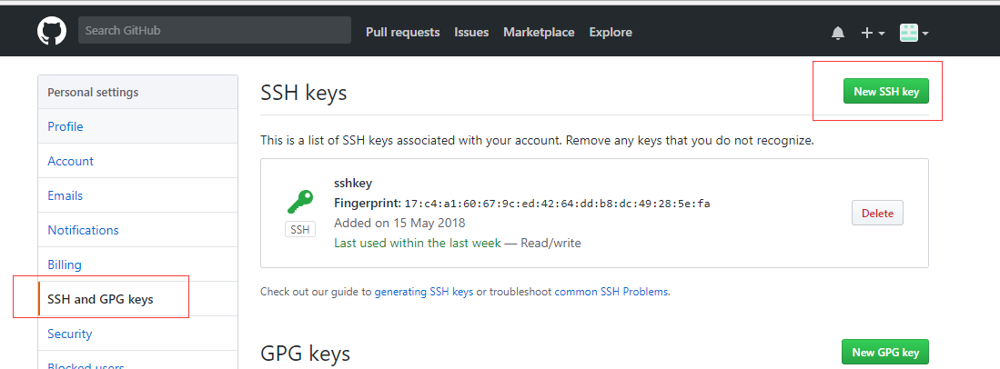 Search GitHub
Pull requests Issues Marketplace Explore
Personal settings
Profile
Account
Emails
Notifications
Billing
SSH and GPG keys
Security
Blocked users
SSH keys
New SSH key
This is a list of SSH keys associated with your account. Remove any keys that you do not recognize.
sshkey
Fingerprint: 17:c4:a1:60:67:9c:ed:42:64:dd:b8:dc:49:28:5e:fa
Added on 15 May 2018
Last used within the last week — Read/write
SSH
Delete
Check out our guide to generating SSH keys or troubleshoot common SSH Problems.
GPG keys
New GPG key